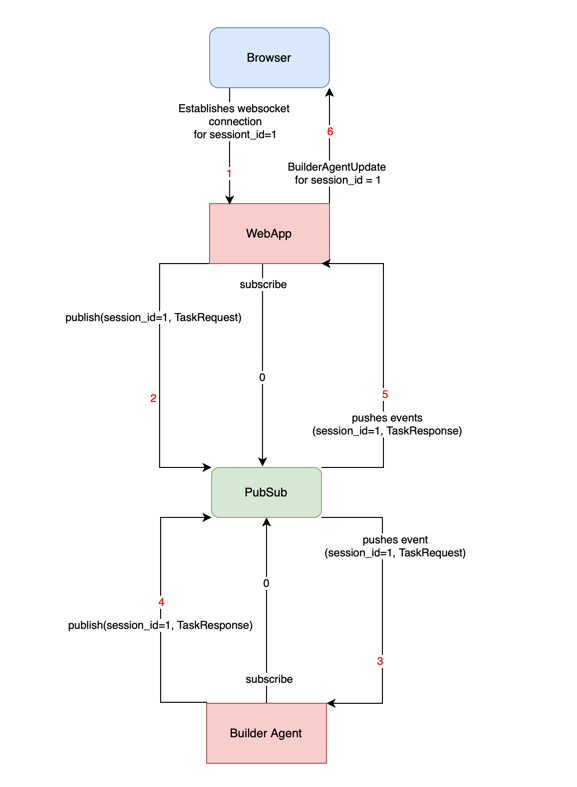 Browser
Establishes websocket
connection
for sessiont_id=1
6
BuilderAgentUpdate
for session_id = 1
1
WebApp
subscribe
publish(session_id=1, TaskRequest)
0
2
5
pushes events
(session_id=1, TaskResponse)
PubSub
pushes event
(session_id=1, TaskRequest)
0
4
publish(session_id=1, TaskResponse)
3
subscribe
Builder Agent